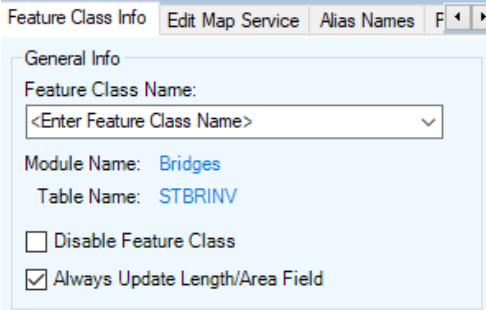 Feature Class Info Edit Map Service Alias Names
General Info
Feature Class Name:
<Enter Feature Class Name>
Module Name: Bridges
Table Name: STBRINV
Disable Feature Class
Always Update Length/Area Field